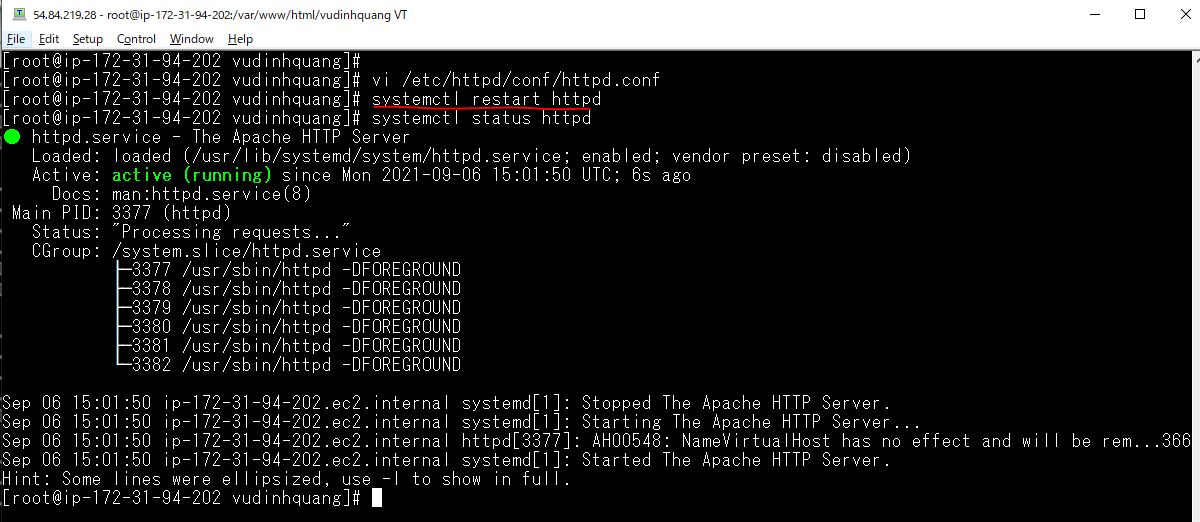 54.84.219.28 - root@ip-172-31-94-202:/var/www/html/vudinhquang VT
File Edit Setup Control Window Help
[root@ip-172-31-94-202 vudinhquang]#
[root@ip-172-31-94-202 vudinhquang]# vi /etc/httpd/conf/httpd.conf
[root@ip-172-31-94-202 vudinhquang]# systemctl restart httpd
[root@ip-172-31-94-202 vudinhquang]# systemctl status httpd
● httpd.service - The Apache HTTP Server
   Loaded: loaded (/usr/lib/systemd/system/httpd.service; enabled; vendor preset: disabled)
   Active: active (running) since Mon 2021-09-06 15:01:50 UTC; 6s ago
     Docs: man:httpd.service(8)
 Main PID: 3377 (httpd)
   Status: "Processing requests..."
   CGroup: /system.slice/httpd.service
           ├─3377 /usr/sbin/httpd -DFOREGROUND
           ├─3378 /usr/sbin/httpd -DFOREGROUND
           ├─3379 /usr/sbin/httpd -DFOREGROUND
           ├─3380 /usr/sbin/httpd -DFOREGROUND
           ├─3381 /usr/sbin/httpd -DFOREGROUND
           └─3382 /usr/sbin/httpd -DFOREGROUND
Sep 06 15:01:50 ip-172-31-94-202.ec2.internal systemd[1]: Stopped The Apache HTTP Server.
Sep 06 15:01:50 ip-172-31-94-202.ec2.internal systemd[1]: Starting The Apache HTTP Server...
Sep 06 15:01:50 ip-172-31-94-202.ec2.internal httpd[3377]: AH00548: NameVirtualHost has no effect and will be rem...366
Sep 06 15:01:50 ip-172-31-94-202.ec2.internal systemd[1]: Started The Apache HTTP Server.
Hint: Some lines were ellipsized, use -l to show in full.
[root@ip-172-31-94-202 vudinhquang]#